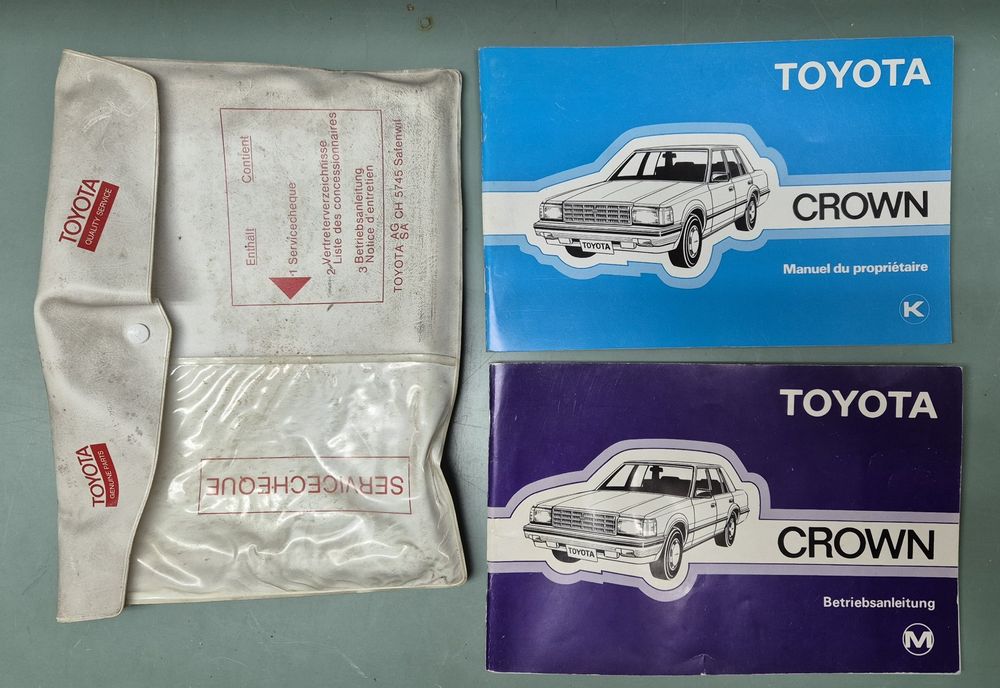 TOYOTA
QUALITY SERVICE
TOYOTA
GENUINE PARTS
Enthält Contient
1 Servicecheque
2 Vertreterverzeichnisse
Liste des concessionnaires
3 Betriebsanleitung
Notice d'entretien
TOYOTA AG CH 5745 Safenwil
SA
SERVICECHEQUE
TOYOTA
CROWN
TOYOTA
Manuel du propriétaire
K
TOYOTA
CROWN
TOYOTA
Betriebsanleitung
M